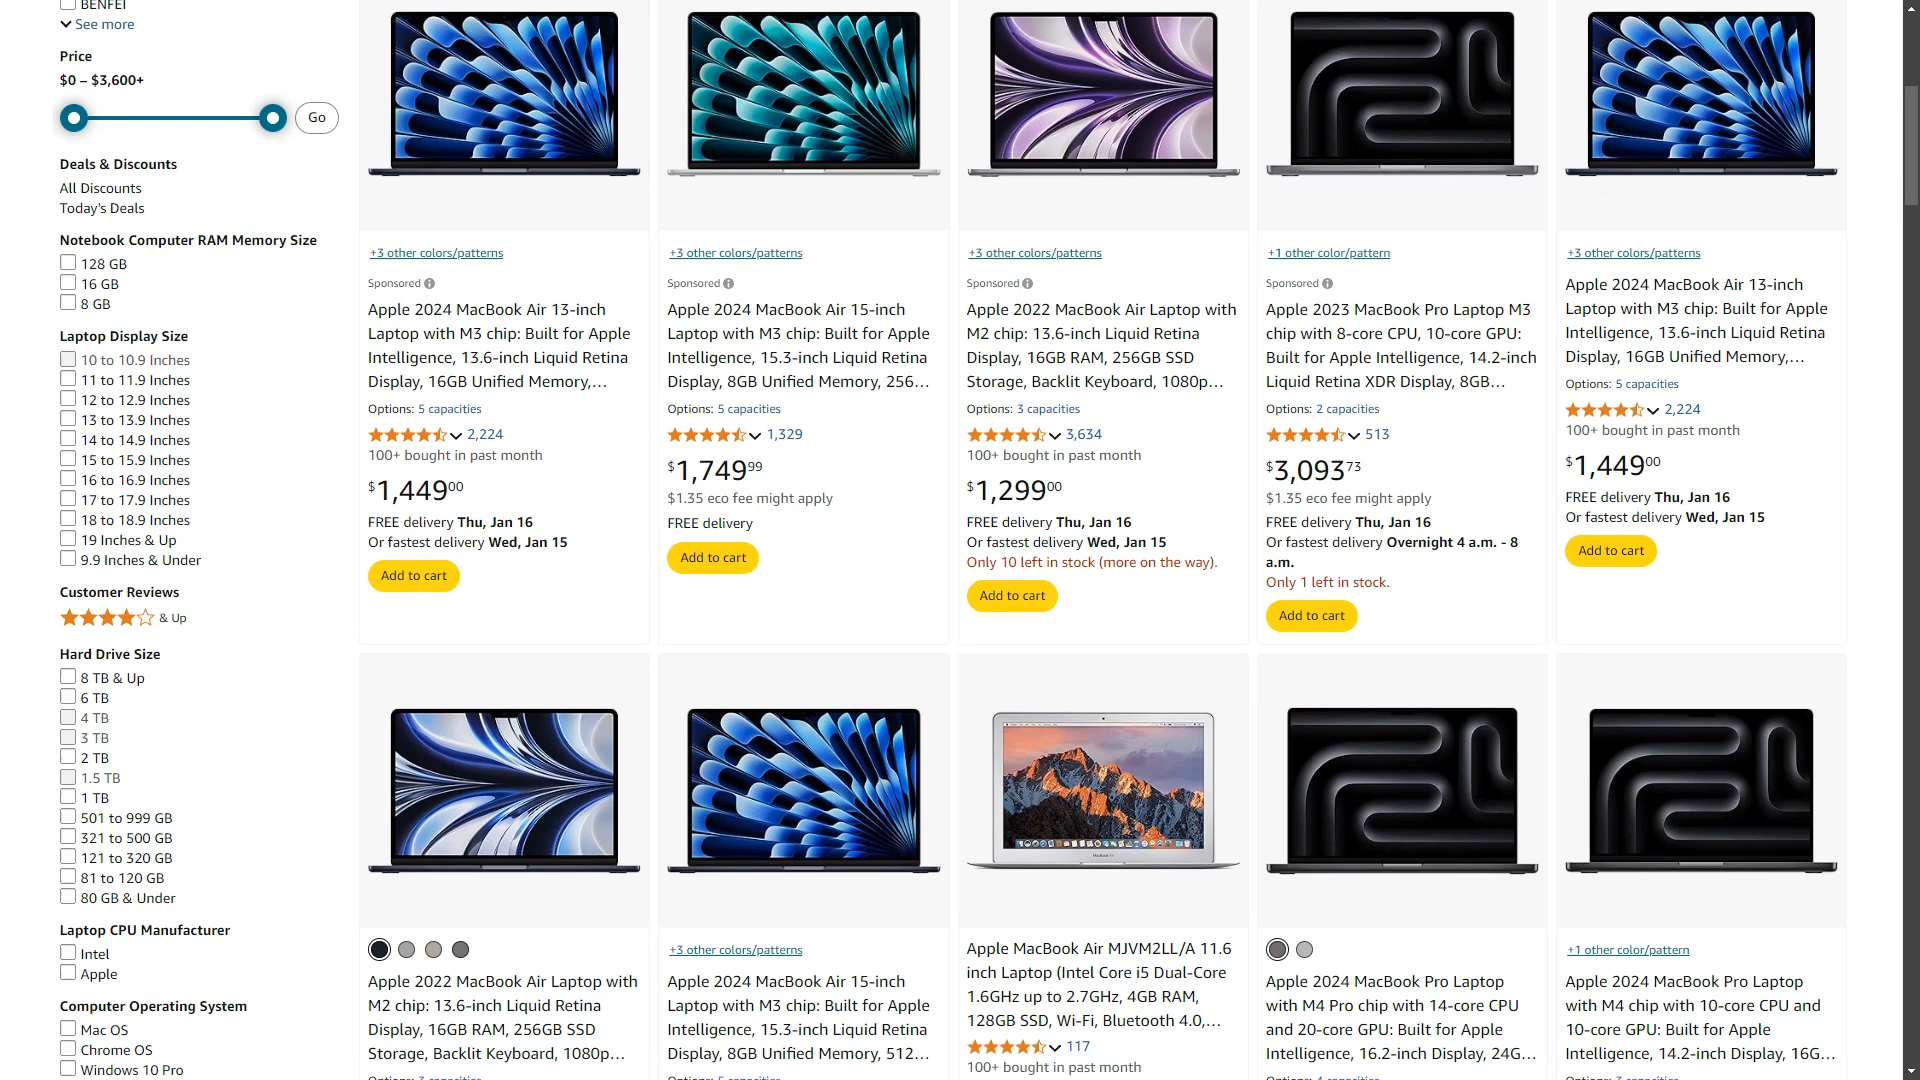 BENFEI
See more
Price
$0 – $3,600+
Go
Deals & Discounts
All Discounts
Today's Deals
Notebook Computer RAM Memory Size
128 GB
16 GB
8 GB
Laptop Display Size
10 to 10.9 Inches
11 to 11.9 Inches
12 to 12.9 Inches
13 to 13.9 Inches
14 to 14.9 Inches
15 to 15.9 Inches
16 to 16.9 Inches
17 to 17.9 Inches
18 to 18.9 Inches
19 Inches & Up
9.9 Inches & Under
Customer Reviews
& Up
Hard Drive Size
8 TB & Up
6 TB
4 TB
3 TB
2 TB
1.5 TB
1 TB
501 to 999 GB
321 to 500 GB
121 to 320 GB
81 to 120 GB
80 GB & Under
Laptop CPU Manufacturer
Intel
Apple
Computer Operating System
Mac OS
Chrome OS
Windows 10 Pro
+3 other colors/patterns
Sponsored
Apple 2024 MacBook Air 13-inch
Laptop with M3 chip: Built for Apple
Intelligence, 13.6-inch Liquid Retina
Display, 16GB Unified Memory,…
Options: 5 capacities
2,224
100+ bought in past month
$1,449.00
FREE delivery Thu, Jan 16
Or fastest delivery Wed, Jan 15
Add to cart
+3 other colors/patterns
Sponsored
Apple 2024 MacBook Air 15-inch
Laptop with M3 chip: Built for Apple
Intelligence, 15.3-inch Liquid Retina
Display, 8GB Unified Memory, 256…
Options: 5 capacities
1,329
$1,749 99
$1.35 eco fee might apply
FREE delivery
Add to cart
+3 other colors/patterns
Sponsored
Apple 2022 MacBook Air Laptop with
M2 chip: 13.6-inch Liquid Retina
Display, 16GB RAM, 256GB SSD
Storage, Backlit Keyboard, 1080p…
Options: 3 capacities
3,634
100+ bought in past month
$1,299 00
FREE delivery Thu, Jan 16
Or fastest delivery Wed, Jan 15
Only 10 left in stock (more on the way).
Add to cart
+1 other color/pattern
Sponsored
Apple 2023 MacBook Pro Laptop M3
chip with 8-core CPU, 10-core GPU:
Built for Apple Intelligence, 14.2-inch
Liquid Retina XDR Display, 8GB…
Options: 2 capacities
513
$3,093 73
$1.35 eco fee might apply
FREE delivery Thu, Jan 16
Or fastest delivery Overnight 4 a.m. - 8
a.m.
Only 1 left in stock.
Add to cart
+3 other colors/patterns
Apple 2024 MacBook Air 13-inch
Laptop with M3 chip: Built for Apple
Intelligence, 13.6-inch Liquid Retina
Display, 16GB Unified Memory,…
Options: 5 capacities
2,224
100+ bought in past month
$1,449 00
FREE delivery Thu, Jan 16
Or fastest delivery Wed, Jan 15
Add to cart
Apple 2022 MacBook Air Laptop with
M2 chip: 13.6-inch Liquid Retina
Display, 16GB RAM, 256GB SSD
Storage, Backlit Keyboard, 1080p…
Options: 3 capacities
+3 other colors/patterns
Apple 2024 MacBook Air 15-inch
Laptop with M3 chip: Built for Apple
Intelligence, 15.3-inch Liquid Retina
Display, 8GB Unified Memory, 512…
Options: 5 capacities
Apple MacBook Air MJVM2LL/A 11.6
inch Laptop (Intel Core i5 Dual-Core
1.6GHz up to 2.7GHz, 4GB RAM,
128GB SSD, Wi-Fi, Bluetooth 4.0,…
117
100+ bought in past month
Apple 2024 MacBook Pro Laptop
with M4 Pro chip with 14-core CPU
and 20-core GPU: Built for Apple
Intelligence, 16.2-inch Display, 24G…
Options: 4 capacities
+1 other color/pattern
Apple 2024 MacBook Pro Laptop
with M4 chip with 10-core CPU and
10-core GPU: Built for Apple
Intelligence, 14.2-inch Display, 16G…
Options: 3 capacities